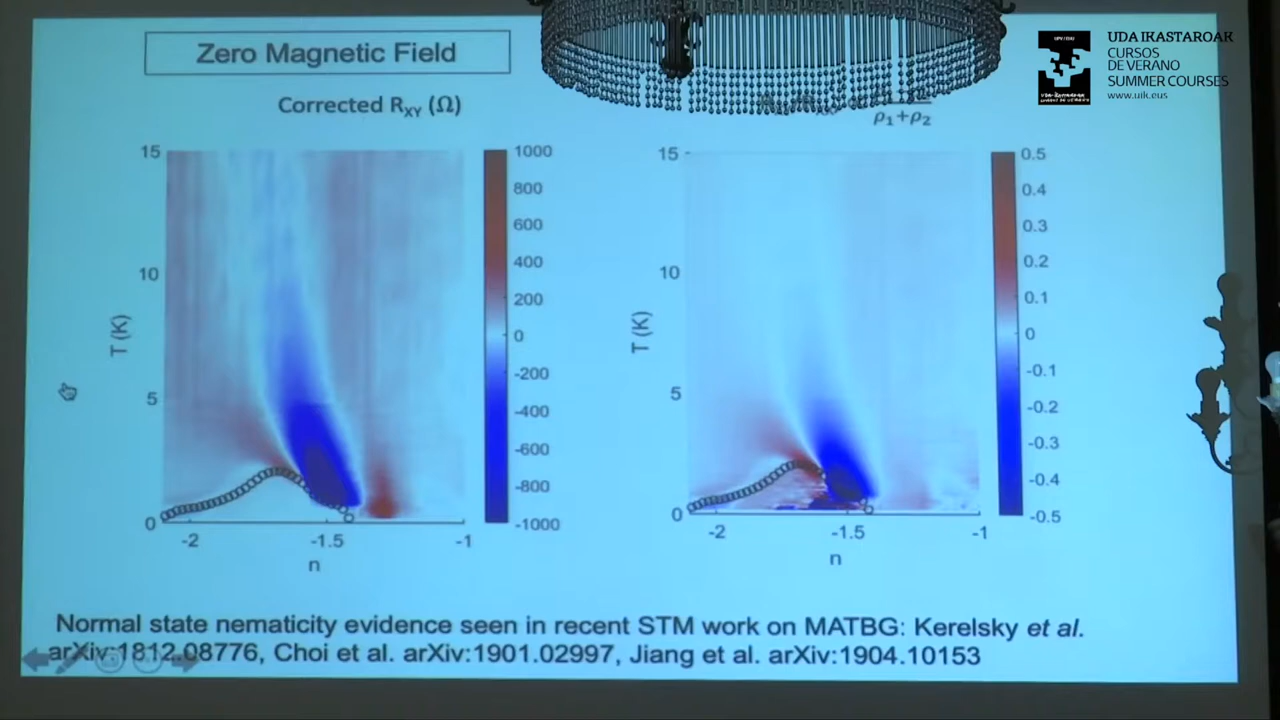 Zero Magnetic Field
UDA IKASTAROAK
CURSOS
DE VERANO
SUMMER COURSES
www.uik.eus
Corrected RXY (Ω)
ρ1+ρ2
15
10
5
0
T (K)
-2
-1.5
-1
n
1000
800
600
400
200
0
-200
-400
-600
-800
-1000
15
10
5
0
T (K)
-2
-1.5
-1
n
0.5
0.4
0.3
0.2
0.1
0
-0.1
-0.2
-0.3
-0.4
-0.5
Normal state nematicity evidence seen in recent STM work on MATBG: Kerelsky et al.
arXiv:1812.08776, Choi et al. arXiv:1901.02997, Jiang et al. arXiv:1904.10153